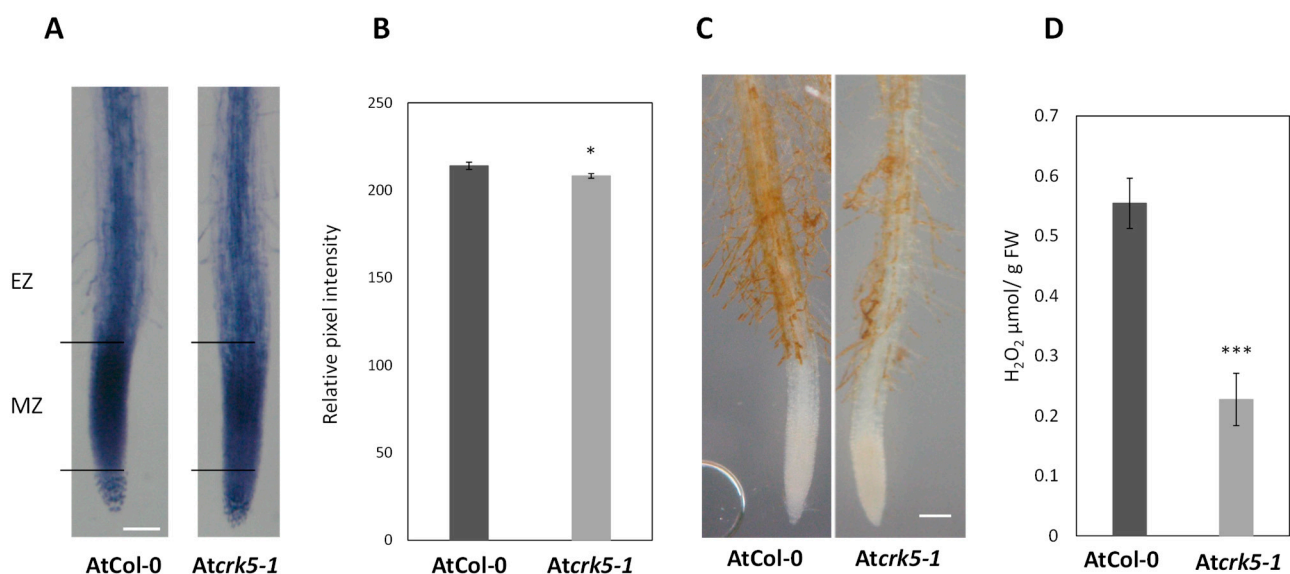 A
EZ
MZ
AtCol-0
Atcrk5-1
B
Relative pixel intensity
250
200
150
100
50
0
*
AtCol-0
Atcrk5-1
C
AtCol-0
Atcrk5-1
D
H₂O₂ µmol/ g FW
0.7
0.6
0.5
0.4
0.3
0.2
0.1
0
***
AtCol-0
Atcrk5-1